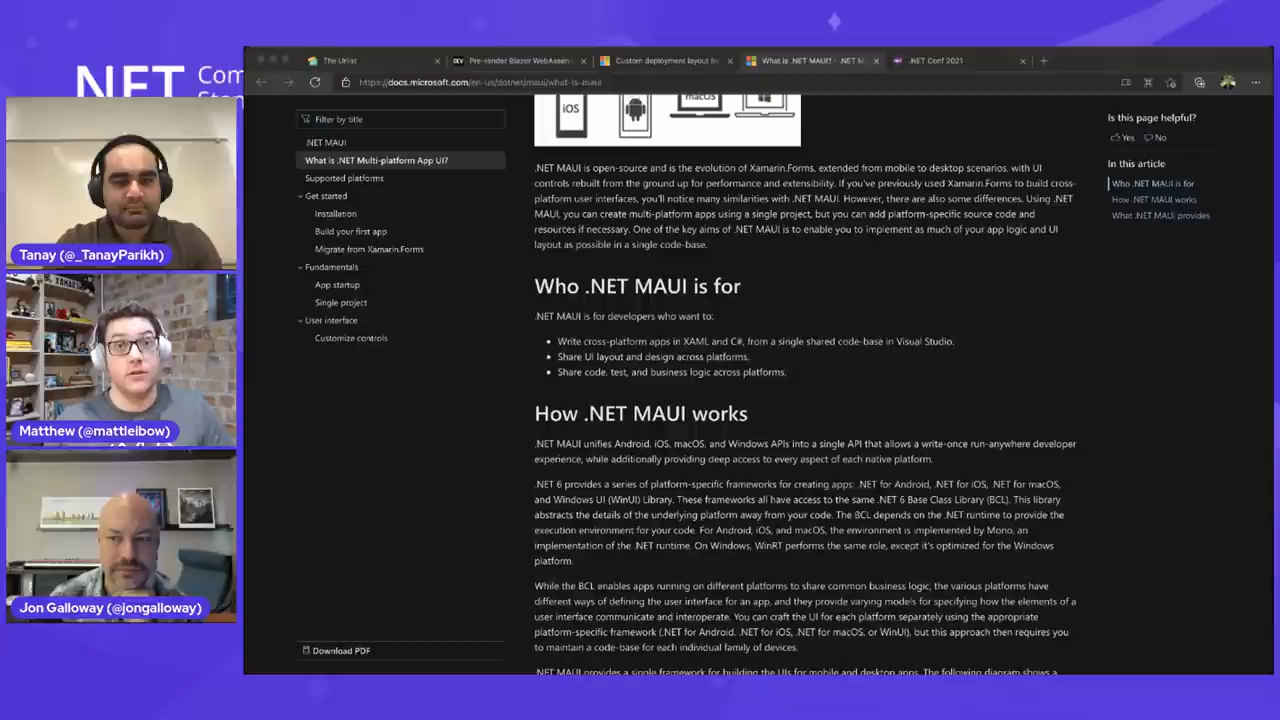 .NET Com
Sta
Tanay (@_TanayParikh)
Matthew (@mattleibow)
Jon Galloway (@jongalloway)
The Urlist
Pre-render Blazor WebAssem
Custom deployment layout for
What is .NET MAUI? - .NET M
.NET Conf 2021
https://docs.microsoft.com/en-us/dotnet/maui/what-is-maui
Filter by title
.NET MAUI
What is .NET Multi-platform App UI?
Supported platforms
Get started
Installation
Build your first app
Migrate from Xamarin.Forms
Fundamentals
App startup
Single project
User interface
Customize controls
Download PDF
iOS
macOS
.NET MAUI is open-source and is the evolution of Xamarin.Forms, extended from mobile to desktop scenarios, with UI
controls rebuilt from the ground up for performance and extensibility. If you've previously used Xamarin.Forms to build cross-
platform user interfaces, you'll notice many similarities with .NET MAUI. However, there are also some differences. Using .NET
MAUI, you can create multi-platform apps using a single project, but you can add platform-specific source code and
resources if necessary. One of the key aims of .NET MAUI is to enable you to implement as much of your app logic and UI
layout as possible in a single code-base.
Who .NET MAUI is for
.NET MAUI is for developers who want to:
• Write cross-platform apps in XAML and C#, from a single shared code-base in Visual Studio.
• Share UI layout and design across platforms.
• Share code, test, and business logic across platforms.
How .NET MAUI works
.NET MAUI unifies Android, iOS, macOS, and Windows APIs into a single API that allows a write-once run-anywhere developer
experience, while additionally providing deep access to every aspect of each native platform.
.NET 6 provides a series of platform-specific frameworks for creating apps: .NET for Android, .NET for iOS, .NET for macOS,
and Windows UI (WinUI) Library. These frameworks all have access to the same .NET 6 Base Class Library (BCL). This library
abstracts the details of the underlying platform away from your code. The BCL depends on the .NET runtime to provide the
execution environment for your code. For Android, iOS, and macOS, the environment is implemented by Mono, an
implementation of the .NET runtime. On Windows, WinRT performs the same role, except it's optimized for the Windows
platform.
While the BCL enables apps running on different platforms to share common business logic, the various platforms have
different ways of defining the user interface for an app, and they provide varying models for specifying how the elements of a
user interface communicate and interoperate. You can craft the UI for each platform separately using the appropriate
platform-specific framework (.NET for Android, .NET for iOS, .NET for macOS, or WinUI), but this approach then requires you
to maintain a code-base for each individual family of devices.
.NET MAUI provides a single framework for building the UIs for mobile and desktop apps. The following diagram shows a
Is this page helpful?
Yes No
In this article
Who .NET MAUI is for
How .NET MAUI works
What .NET MAUI provides